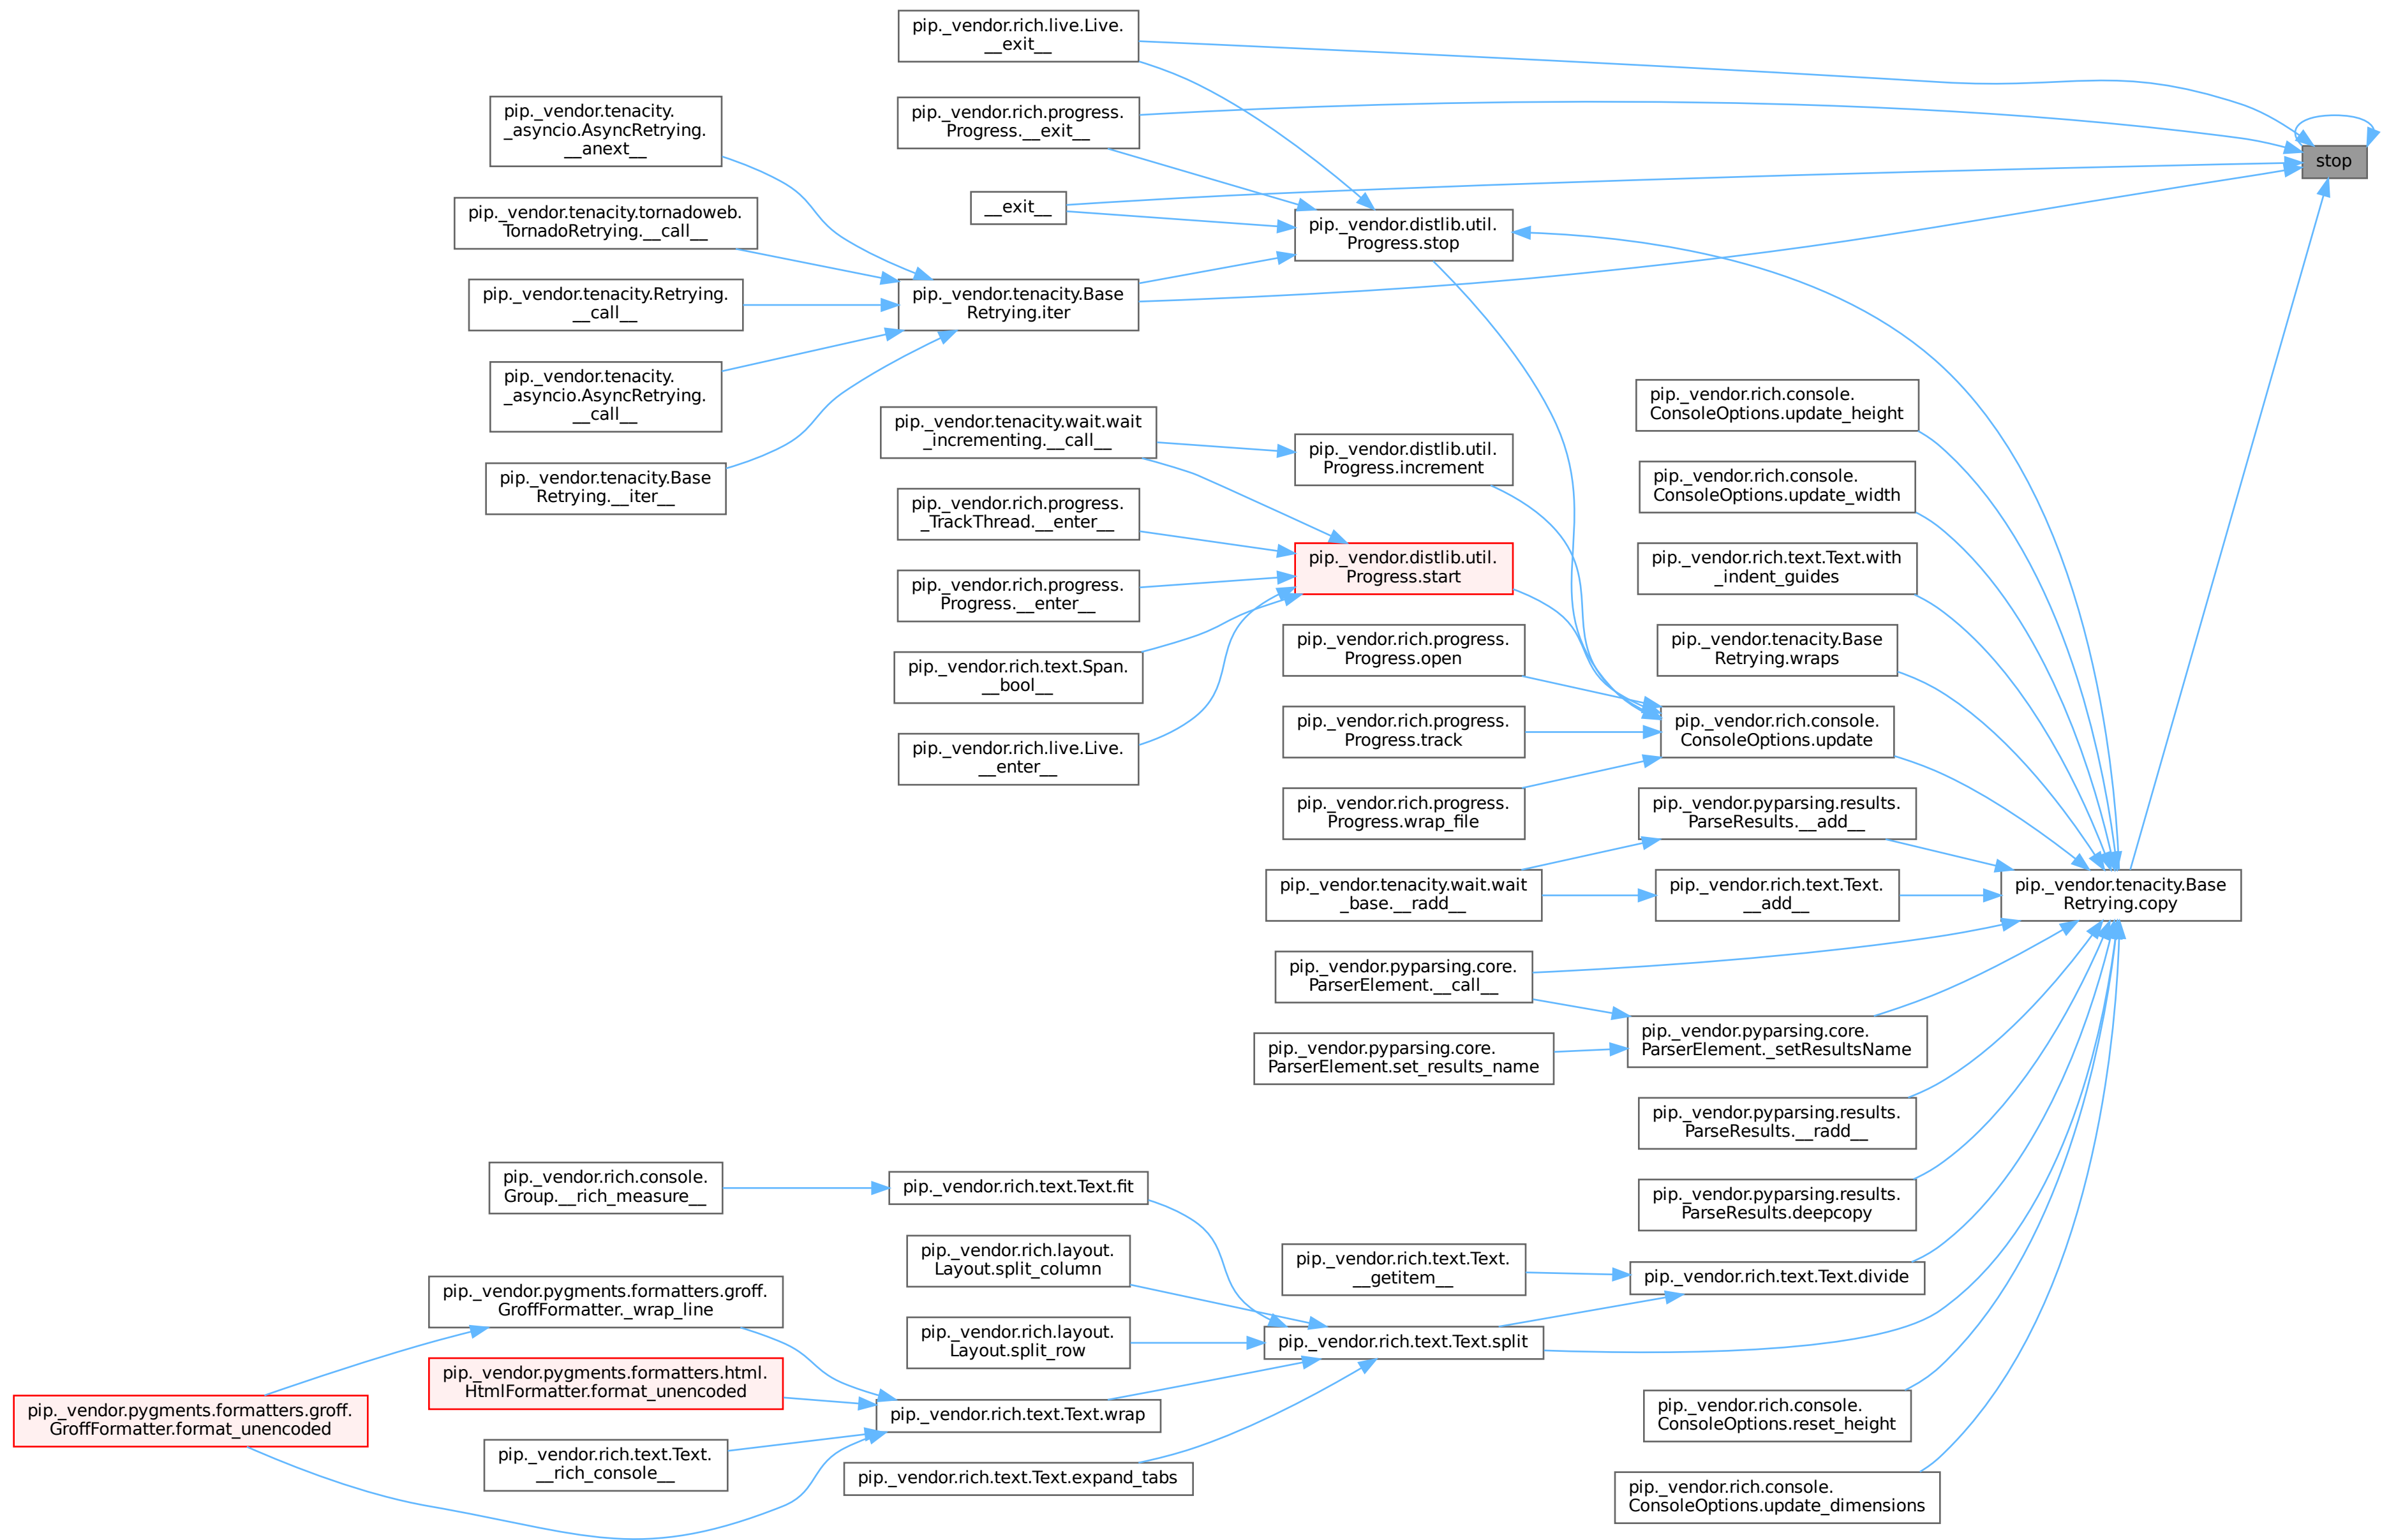 pip._vendor.rich.live.Live.
__exit__
pip._vendor.rich.progress.
Progress.__exit__
__exit__
stop
pip._vendor.distlib.util.
Progress.stop
pip._vendor.tenacity.
_asyncio.AsyncRetrying.
__anext__
pip._vendor.tenacity.tornadoweb.
TornadoRetrying.__call__
pip._vendor.tenacity.Retrying.
__call__
pip._vendor.tenacity.Base
Retrying.iter
pip._vendor.tenacity.
_asyncio.AsyncRetrying.
__call__
pip._vendor.tenacity.Base
Retrying.__iter__
pip._vendor.tenacity.wait.wait
_incrementing.__call__
pip._vendor.distlib.util.
Progress.increment
pip._vendor.rich.progress.
_TrackThread.__enter__
pip._vendor.distlib.util.
Progress.start
pip._vendor.rich.progress.
Progress.__enter__
pip._vendor.rich.text.Span.
__bool__
pip._vendor.rich.live.Live.
__enter__
pip._vendor.rich.progress.
Progress.open
pip._vendor.rich.progress.
Progress.track
pip._vendor.rich.progress.
Progress.wrap_file
pip._vendor.rich.console.
ConsoleOptions.update_height
pip._vendor.rich.console.
ConsoleOptions.update_width
pip._vendor.rich.text.Text.with
_indent_guides
pip._vendor.tenacity.Base
Retrying.wraps
pip._vendor.rich.console.
ConsoleOptions.update
pip._vendor.pyparsing.results.
ParseResults.__add__
pip._vendor.tenacity.wait.wait
_base.__radd__
pip._vendor.rich.text.Text.
__add__
pip._vendor.tenacity.Base
Retrying.copy
pip._vendor.pyparsing.core.
ParserElement.__call__
pip._vendor.pyparsing.core.
ParserElement._setResultsName
pip._vendor.pyparsing.core.
ParserElement.set_results_name
pip._vendor.pyparsing.results.
ParseResults.__radd__
pip._vendor.pyparsing.results.
ParseResults.deepcopy
pip._vendor.rich.console.
Group.__rich_measure__
pip._vendor.rich.text.Text.fit
pip._vendor.rich.layout.
Layout.split_column
pip._vendor.rich.text.Text.
__getitem__
pip._vendor.rich.text.Text.divide
pip._vendor.rich.layout.
Layout.split_row
pip._vendor.rich.text.Text.split
pip._vendor.pygments.formatters.groff.
GroffFormatter._wrap_line
pip._vendor.pygments.formatters.html.
HtmlFormatter.format_unencoded
pip._vendor.pygments.formatters.groff.
GroffFormatter.format_unencoded
pip._vendor.rich.text.Text.wrap
pip._vendor.rich.text.Text.
__rich_console__
pip._vendor.rich.text.Text.expand_tabs
pip._vendor.rich.console.
ConsoleOptions.reset_height
pip._vendor.rich.console.
ConsoleOptions.update_dimensions